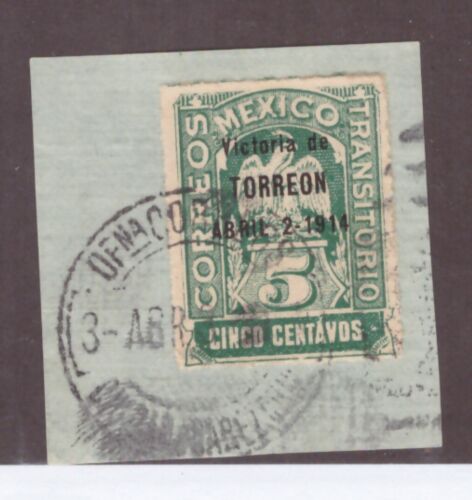 CORREOS MEXICO TRANSITORIO
Victoria de
TORREON
ABRIL 2-1914
5
CINCO CENTAVOS
3-ABR